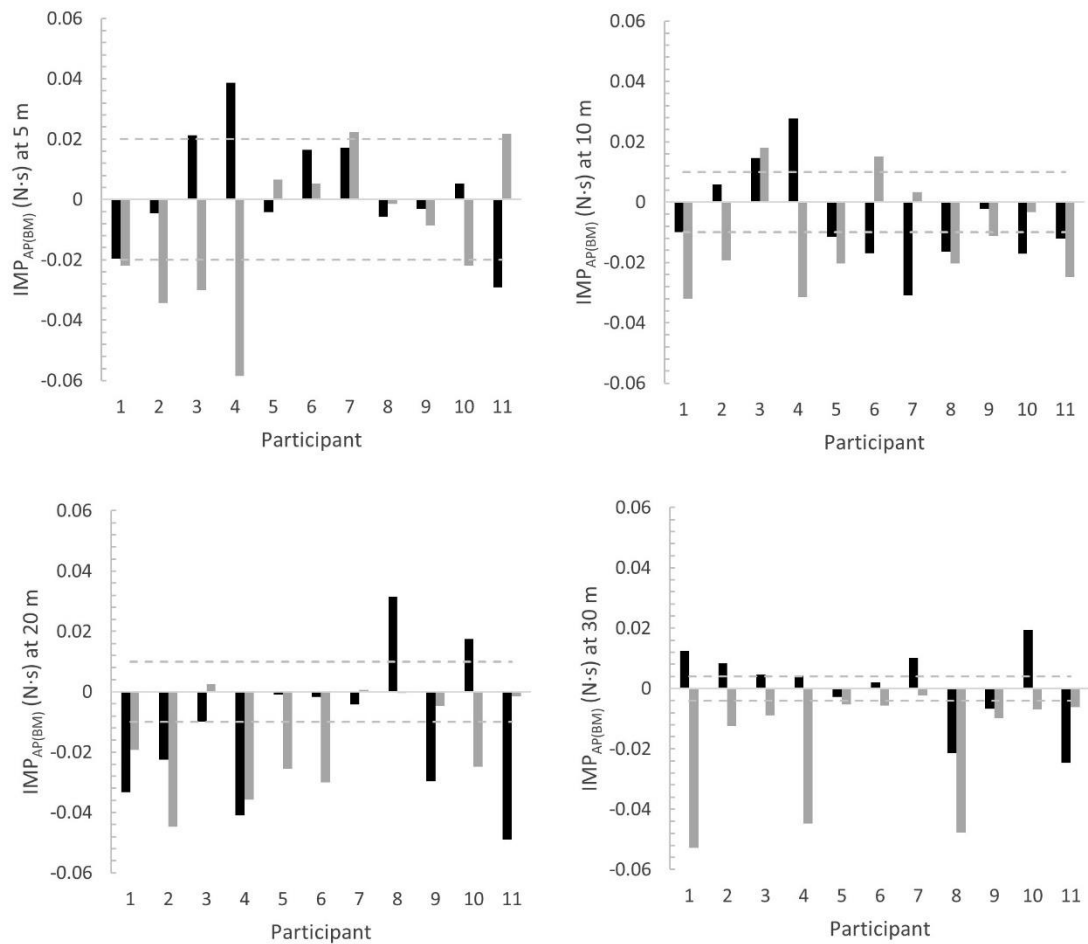 IMP_AP(BM) (N·s) at 5 m
0.06
0.04
0.02
0
-0.02
-0.04
-0.06
1 2 3 4 5 6 7 8 9 10 11
Participant
IMP_AP(BM) (N·s) at 10 m
0.06
0.04
0.02
0
-0.02
-0.04
-0.06
1 2 3 4 5 6 7 8 9 10 11
Participant
IMP_AP(BM) (N·s) at 20 m
0.06
0.04
0.02
0
-0.02
-0.04
-0.06
1 2 3 4 5 6 7 8 9 10 11
Participant
IMP_AP(BM) (N·s) at 30 m
0.06
0.04
0.02
0
-0.02
-0.04
-0.06
1 2 3 4 5 6 7 8 9 10 11
Participant